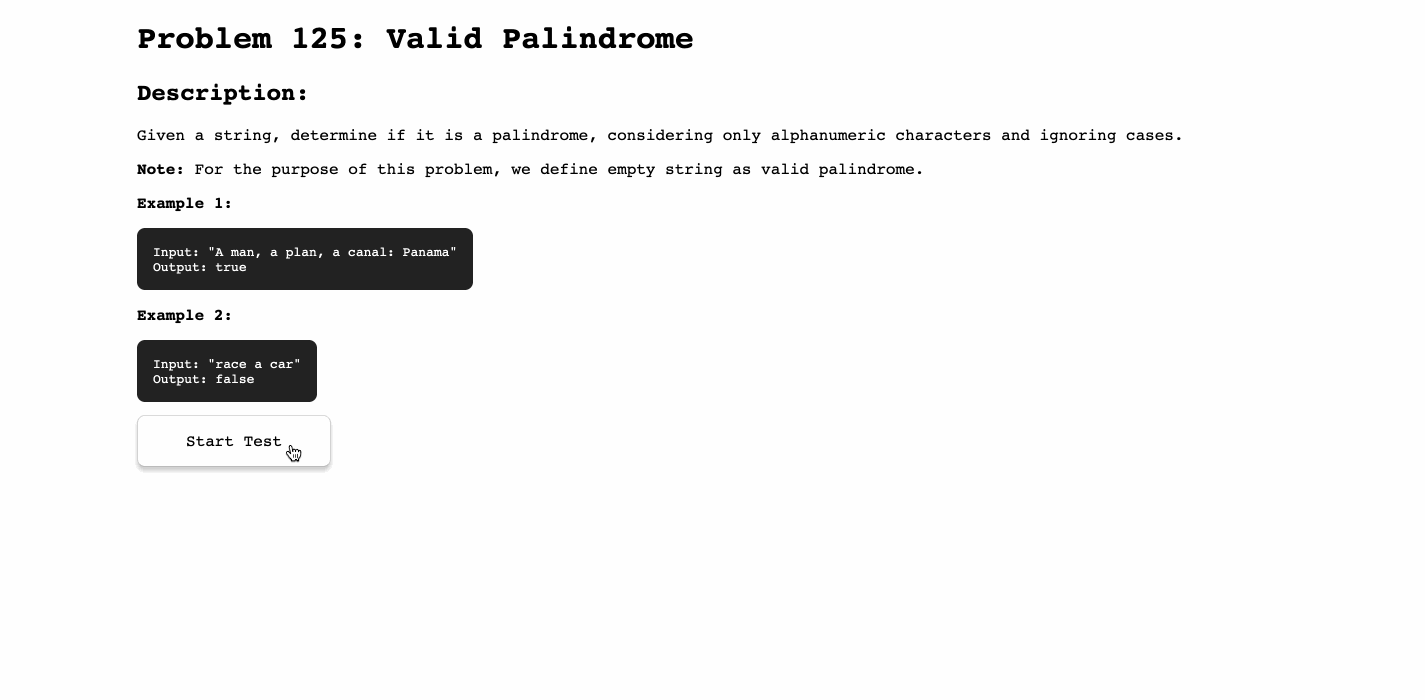 Problem 125: Valid Palindrome
Description:
Given a string, determine if it is a palindrome, considering only alphanumeric characters and ignoring cases.
Note: For the purpose of this problem, we define empty string as valid palindrome.
Example 1:
Input: "A man, a plan, a canal: Panama"
Output: true
Example 2:
Input: "race a car"
Output: false
Start Test